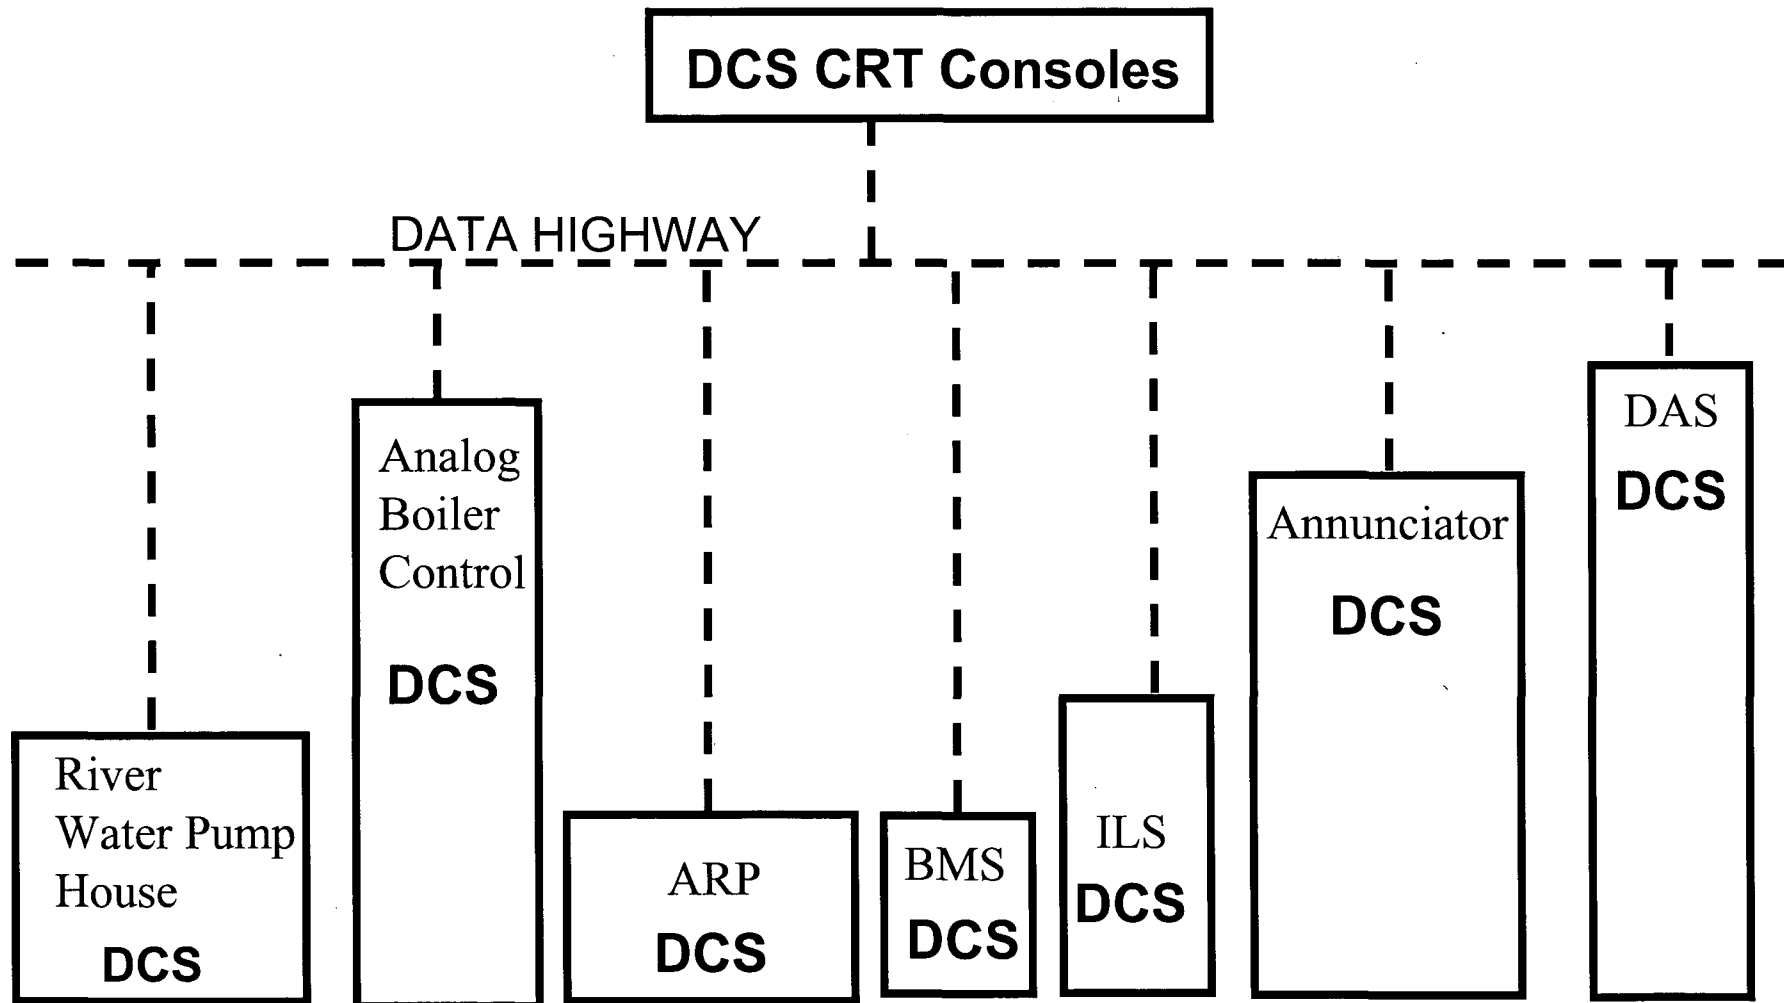 DCS CRT Consoles
DATA HIGHWAY
River
Water Pump
House
DCS
Analog
Boiler
Control
DCS
ARP
DCS
BMS
DCS
ILS
DCS
Annunciator
DCS
DAS
DCS